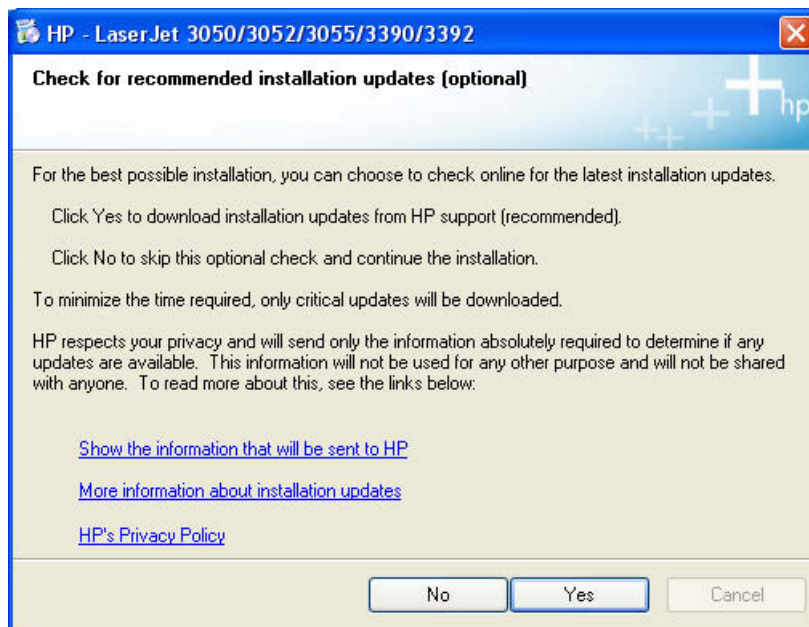 HP - LaserJet 3050/3052/3055/3390/3392
Check for recommended installation updates (optional)
hp
For the best possible installation, you can choose to check online for the latest installation updates.
Click Yes to download installation updates from HP support (recommended).
Click No to skip this optional check and continue the installation.
To minimize the time required, only critical updates will be downloaded.
HP respects your privacy and will send only the information absolutely required to determine if any
updates are available. This information will not be used for any other purpose and will not be shared
with anyone. To read more about this, see the links below:
Show the information that will be sent to HP
More information about installation updates
HP's Privacy Policy
No Yes Cancel